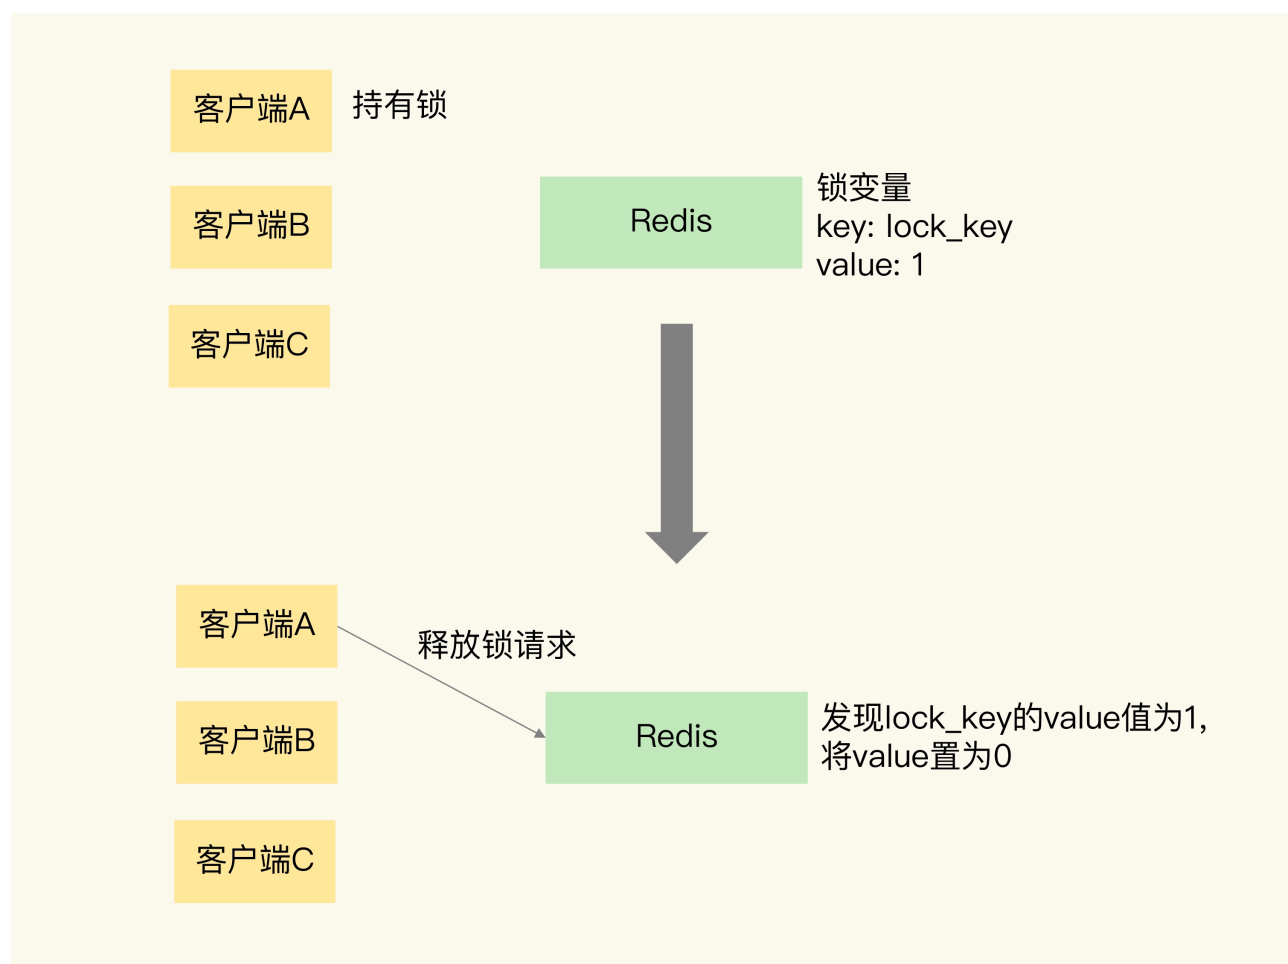 客户端A
持有锁
客户端B
Redis
锁变量
key: lock_key
value: 1
客户端C
客户端A
释放锁请求
客户端B
Redis
发现lock_key的value值为1,
将value置为0
客户端C